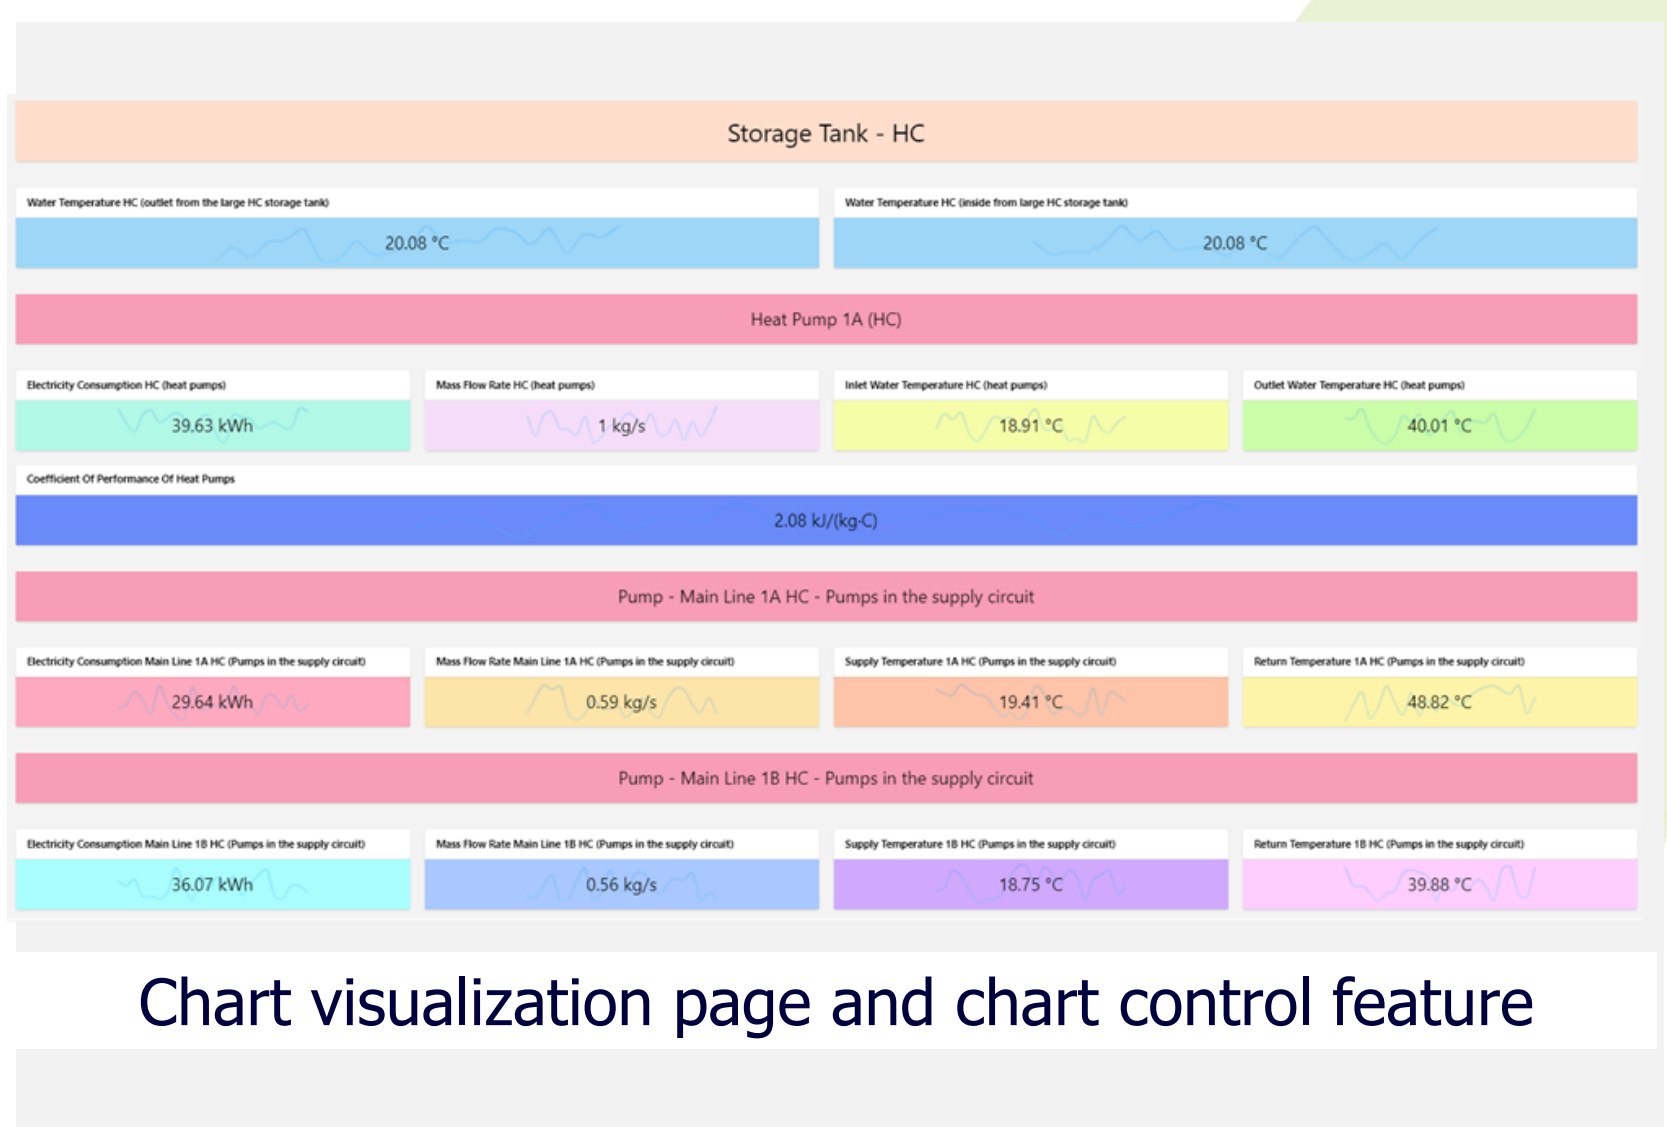 Storage Tank - HC
Water Temperature HC (outlet from the large HC storage tank)
Water Temperature HC (inside from large HC storage tank)
20.08 °C
20.08 °C
Heat Pump 1A (HC)
Electricity Consumption HC (heat pumps)
Mass Flow Rate HC (heat pumps)
Inlet Water Temperature HC (heat pumps)
Outlet Water Temperature HC (heat pumps)
39.63 kWh
1 kg/s
18.91 °C
40.01 °C
Coefficient Of Performance Of Heat Pumps
2.08 kJ/(kg·C)
Pump - Main Line 1A HC - Pumps in the supply circuit
Electricity Consumption Main Line 1A HC (Pumps in the supply circuit)
Mass Flow Rate Main Line 1A HC (Pumps in the supply circuit)
Supply Temperature 1A HC (Pumps in the supply circuit)
Return Temperature 1A HC (Pumps in the supply circuit)
29.64 kWh
0.59 kg/s
19.41 °C
48.82 °C
Pump - Main Line 1B HC - Pumps in the supply circuit
Electricity Consumption Main Line 1B HC (Pumps in the supply circuit)
Mass Flow Rate Main Line 1B HC (Pumps in the supply circuit)
Supply Temperature 1B HC (Pumps in the supply circuit)
Return Temperature 1B HC (Pumps in the supply circuit)
36.07 kWh
0.56 kg/s
18.75 °C
39.88 °C
Chart visualization page and chart control feature